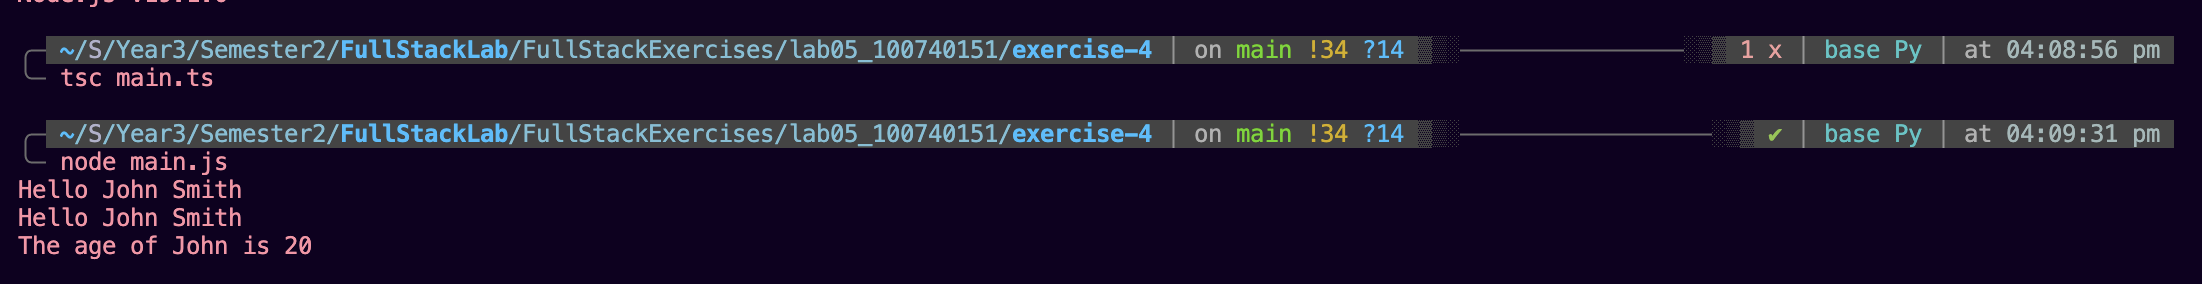 ~/S/Year3/Semester2/FullStackLab/FullStackExercises/lab05_100740151/exercise-4 | on main !34 ?14 1 x | base Py | at 04:08:56 pm
tsc main.ts
~/S/Year3/Semester2/FullStackLab/FullStackExercises/lab05_100740151/exercise-4 | on main !34 ?14 ✔ | base Py | at 04:09:31 pm
node main.js
Hello John Smith
Hello John Smith
The age of John is 20